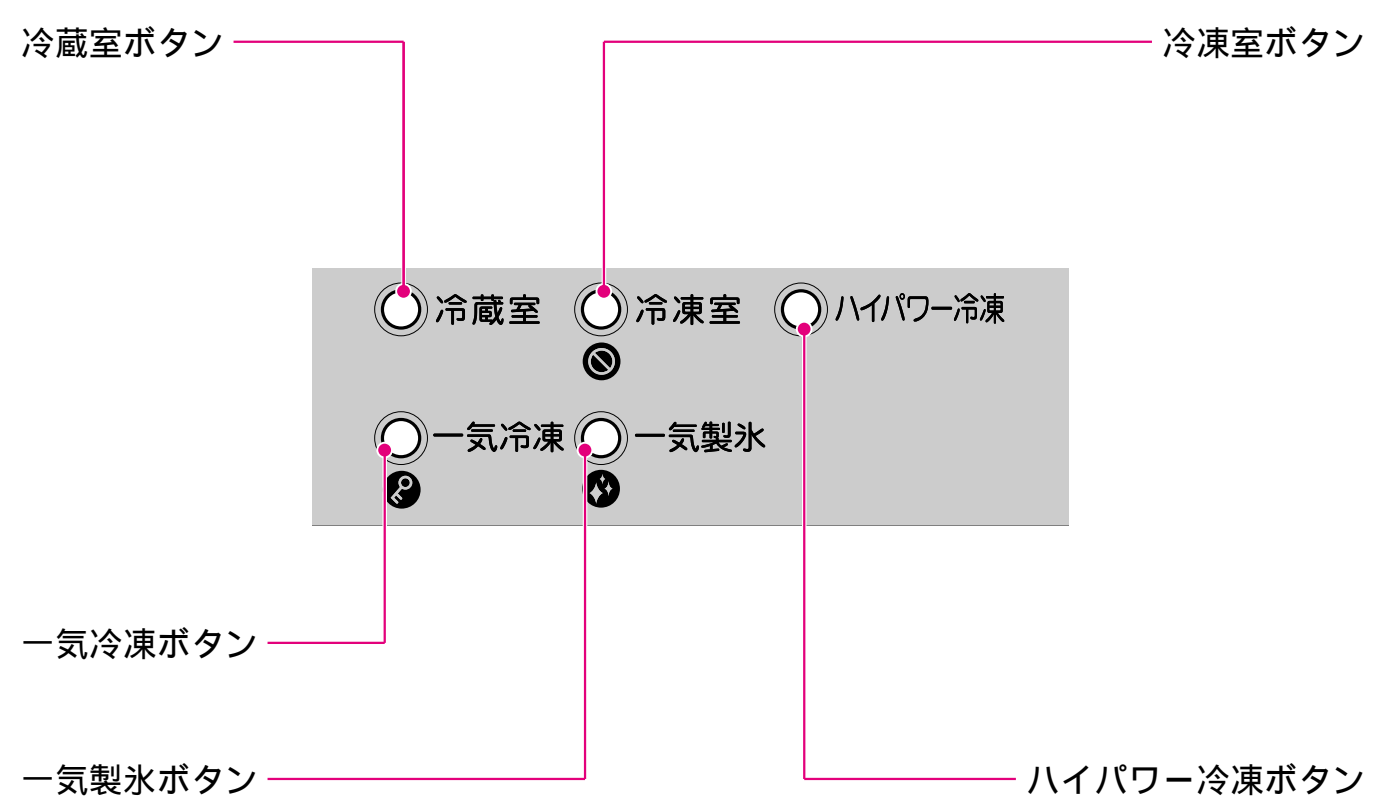 冷蔵室ボタン
冷凍室ボタン
冷蔵室
冷凍室
ハイパワー冷凍
一気冷凍
一気製氷
一気冷凍ボタン
一気製氷ボタン
ハイパワー冷凍ボタン